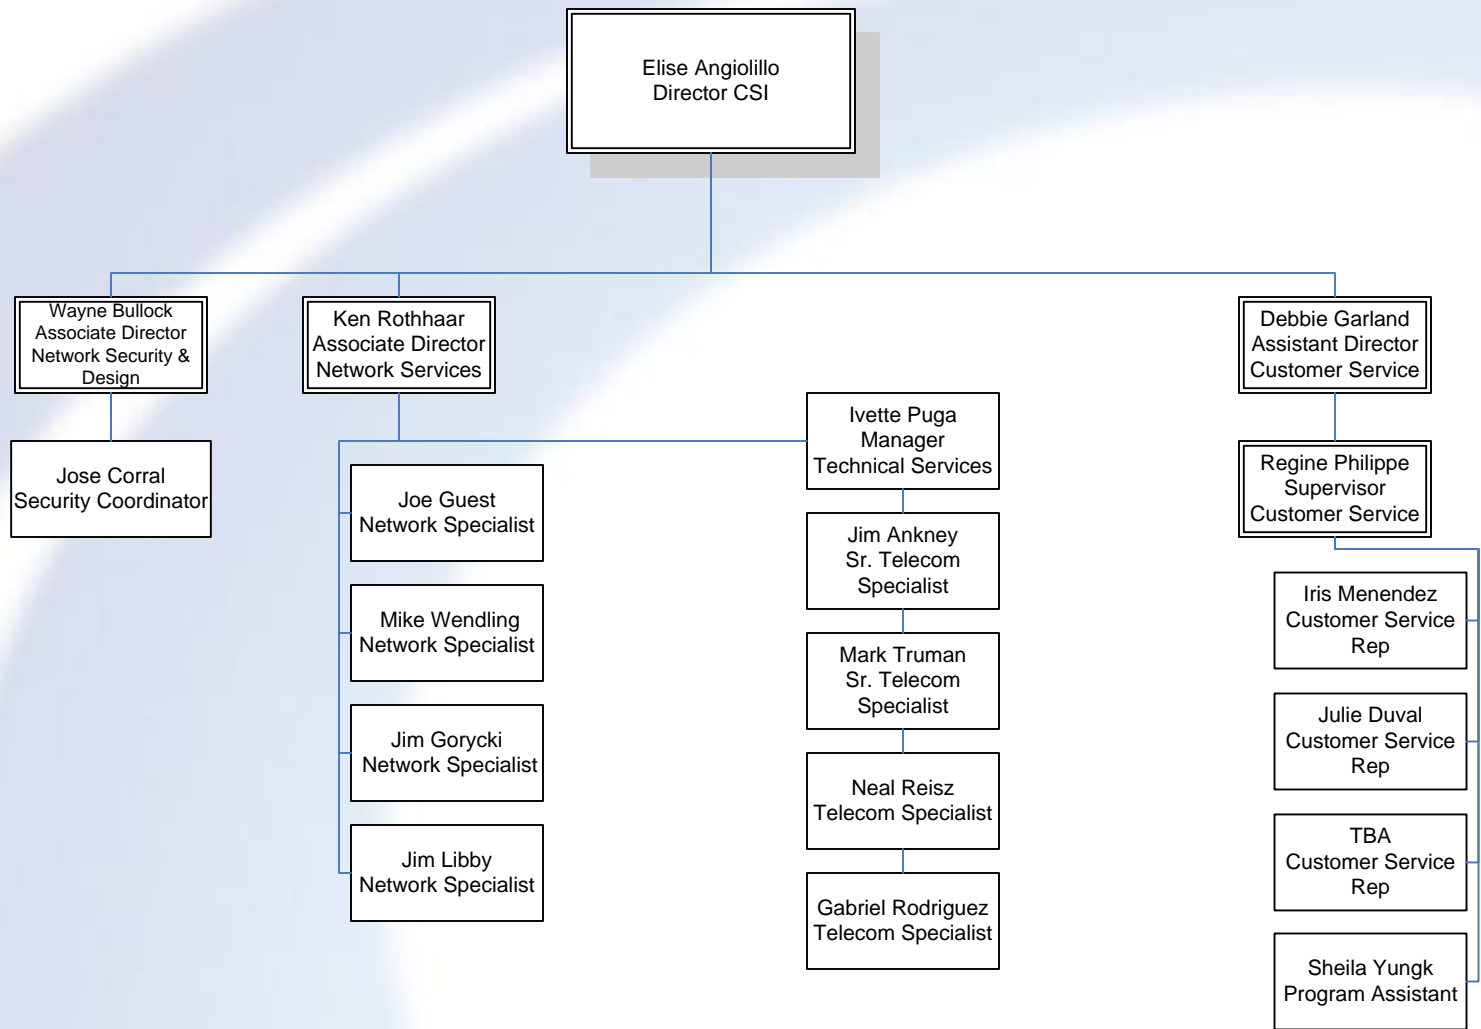 Elise Angiolillo
Director CSI
Wayne Bullock
Associate Director
Network Security &
Design
Ken Rothhaar
Associate Director
Network Services
Debbie Garland
Assistant Director
Customer Service
Jose Corral
Security Coordinator
Joe Guest
Network Specialist
Mike Wendling
Network Specialist
Jim Gorycki
Network Specialist
Jim Libby
Network Specialist
Ivette Puga
Manager
Technical Services
Jim Ankney
Sr. Telecom
Specialist
Mark Truman
Sr. Telecom
Specialist
Neal Reisz
Telecom Specialist
Gabriel Rodriguez
Telecom Specialist
Regine Philippe
Supervisor
Customer Service
Iris Menendez
Customer Service
Rep
Julie Duval
Customer Service
Rep
TBA
Customer Service
Rep
Sheila Yungk
Program Assistant